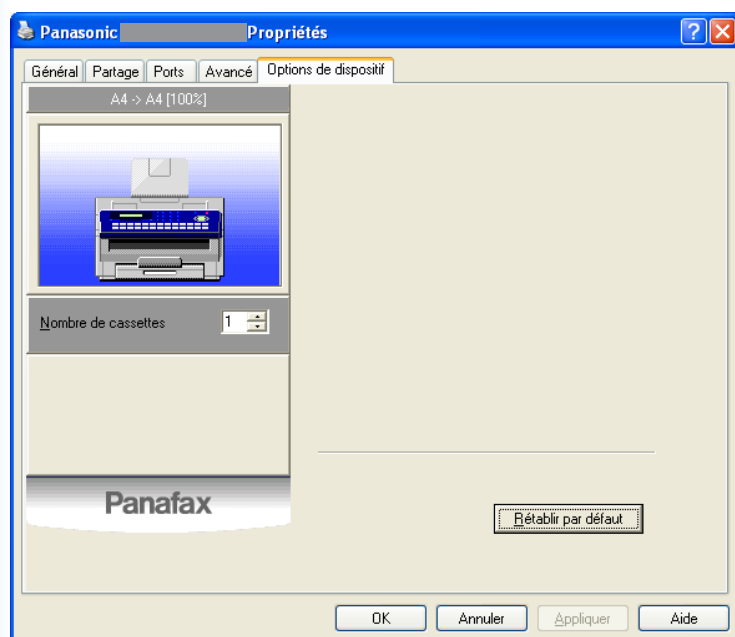 Panasonic Propriétés
Général Partage Ports Avancé Options de dispositif
A4 -> A4 [100%]
Nombre de cassettes 1
Panafax
Rétablir par défaut
OK Annuler Appliquer Aide